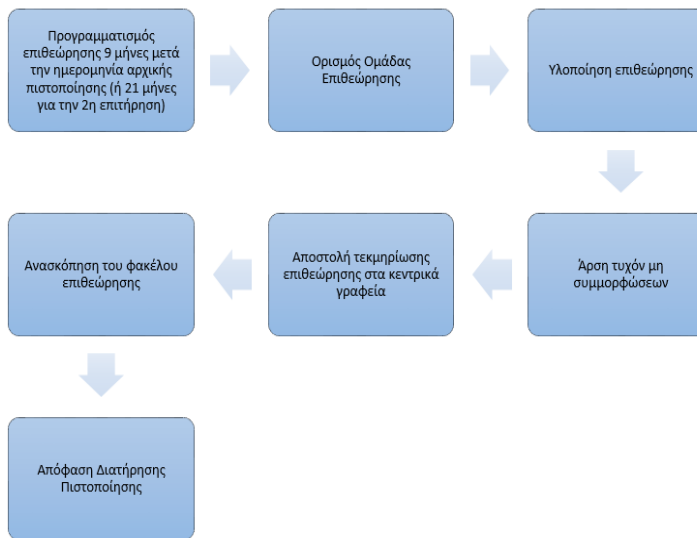 Προγραμματισμός
επιθεώρησης 9 μήνες μετά
την ημερομηνία αρχικής
πιστοποίησης (ή 21 μήνες
για την 2η επιτήρηση)
Ορισμός Ομάδας
Επιθεώρησης
Υλοποίηση επιθεώρησης
Άρση τυχόν μη
συμμορφώσεων
Αποστολή τεκμηρίωσης
επιθεώρησης στα κεντρικά
γραφεία
Ανασκόπηση του φακέλου
επιθεώρησης
Απόφαση Διατήρησης
Πιστοποίησης